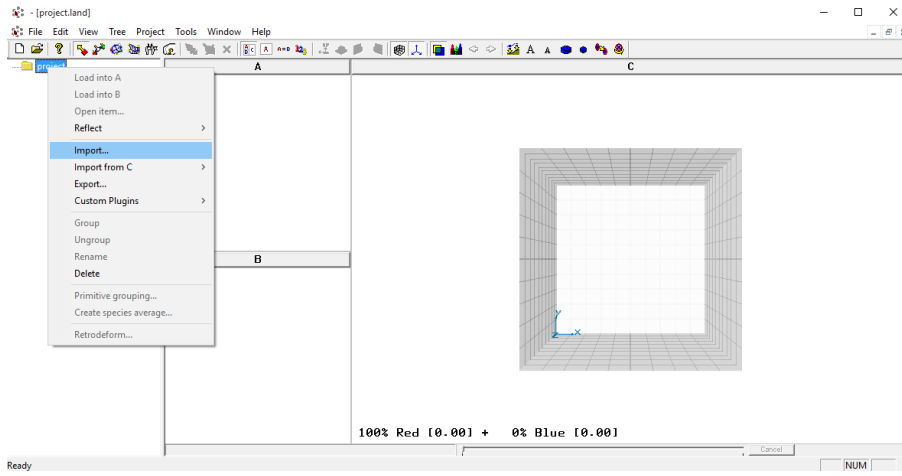 - [project.land]
File Edit View Tree Project Tools Window Help
project
A
C
Load into A
Load into B
Open item...
Reflect
Import...
Import from C
Export...
Custom Plugins
Group
Ungroup
Rename
Delete
Primitive grouping...
Create species average...
Retrodeform...
B
Y
Z X
100% Red [0.00] + 0% Blue [0.00]
Cancel
Ready NUM